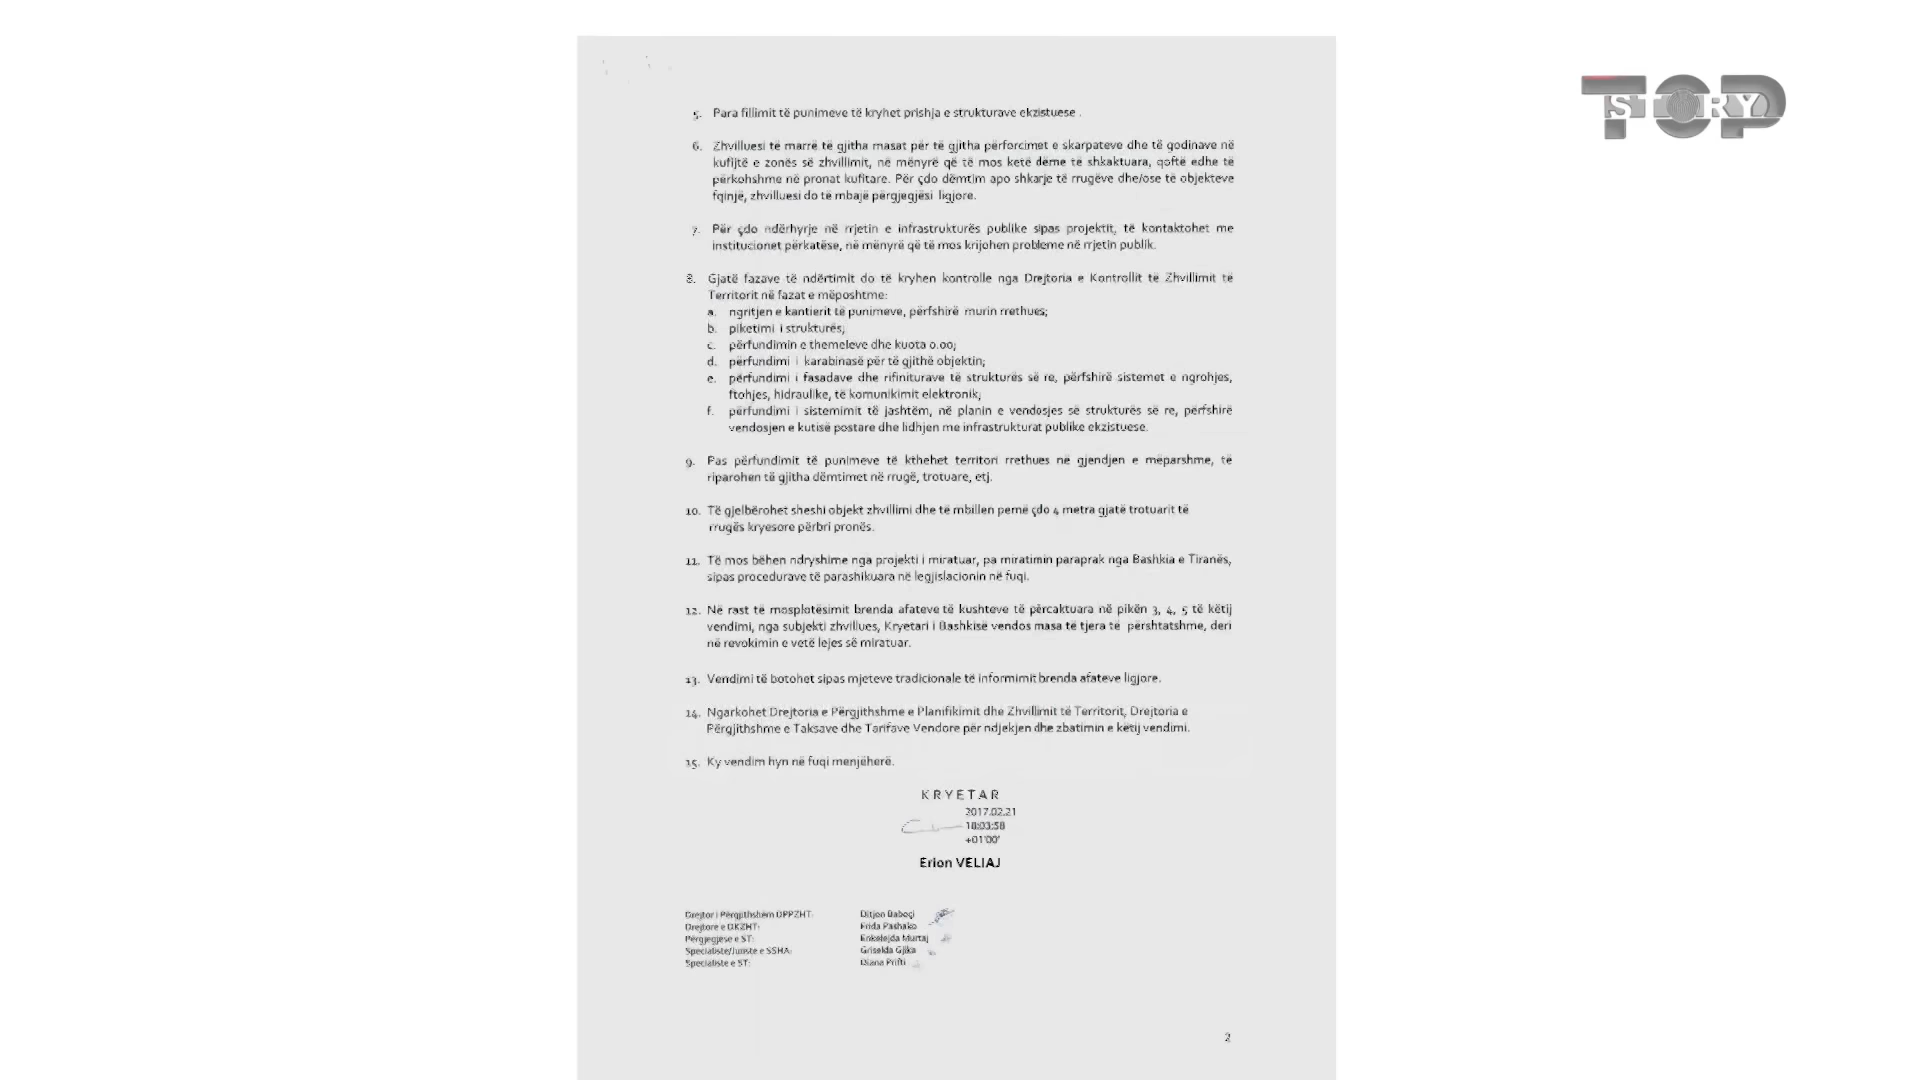 TOP STORY
5. Para fillimit të punimeve të kryhet prishja e strukturave ekzistuese .
6. Zhvilluesi të marrë të gjitha masat për të gjitha përforcimet e skarpateve dhe të godinave në
kufijtë e zonës së zhvillimit, në mënyrë që të mos ketë dëme të shkaktuara, qoftë edhe të
përkohshme në pronat kufitare. Për çdo dëmtim apo shkarje të rrugëve dhe/ose të objekteve
fqinjë, zhvilluesi do të mbajë përgjegjësi ligjore.
7. Për çdo ndërhyrje në rrjetin e infrastrukturës publike sipas projektit, të kontaktohet me
institucionet përkatëse, në mënyrë që të mos krijohen probleme në rrjetin publik.
8. Gjatë fazave të ndërtimit do të kryhen kontrolle nga Drejtoria e Kontrollit të Zhvillimit të
Territorit në fazat e mëposhtme:
a. ngritjen e kantierit të punimeve, përfshirë murin rrethues;
b. piketimi i strukturës;
c. përfundimin e themeleve dhe kuota 0.00;
d. përfundimi i karabinasë për të gjithë objektin;
e. përfundimi i fasadave dhe rifiniturave të strukturës së re, përfshirë sistemet e ngrohjes,
ftohjes, hidraulike, të komunikimit elektronik;
f. përfundimi i sistemimit të jashtëm, në planin e vendosjes së strukturës së re, përfshirë
vendosjen e kutisë postare dhe lidhjen me infrastrukturat publike ekzistuese.
9. Pas përfundimit të punimeve të kthehet territori rrethues në gjendjen e mëparshme, të
riparohen të gjitha dëmtimet në rrugë, trotuare, etj.
10. Të gjelbërohet sheshi objekt zhvillimi dhe të mbillen pemë çdo 4 metra gjatë trotuarit të
rrugës kryesore përbri pronës.
11. Të mos bëhen ndryshime nga projekti i miratuar, pa miratimin paraprak nga Bashkia e Tiranës,
sipas procedurave të parashikuara në legjislacionin në fuqi.
12. Në rast të mosplotësimit brenda afateve të kushteve të përcaktuara në pikën 3, 4, 5 të këtij
vendimi, nga subjekti zhvillues, Kryetari i Bashkisë vendos masa të tjera të përshtatshme, deri
në revokimin e vetë lejes së miratuar.
13. Vendimi të botohet sipas mjeteve tradicionale të informimit brenda afateve ligjore.
14. Ngarkohet Drejtoria e Përgjithshme e Planifikimit dhe Zhvillimit të Territorit, Drejtoria e
Përgjithshme e Taksave dhe Tarifave Vendore për ndjekjen dhe zbatimin e këtij vendimi.
15. Ky vendim hyn në fuqi menjëherë.
KRYETAR
2017.02.21
18:03:58
+01'00'
Erion VELIAJ
Drejtor i Përgjithshëm DPPZHT: Ditjon Baboçi
Drejtore e DKZHT: Frida Pashako
Përgjegjëse e ST: Enkelejda Murtaj
Specialiste/Juriste e SSHA: Griselda Gjika
Specialiste e ST: Diana Prifti
2